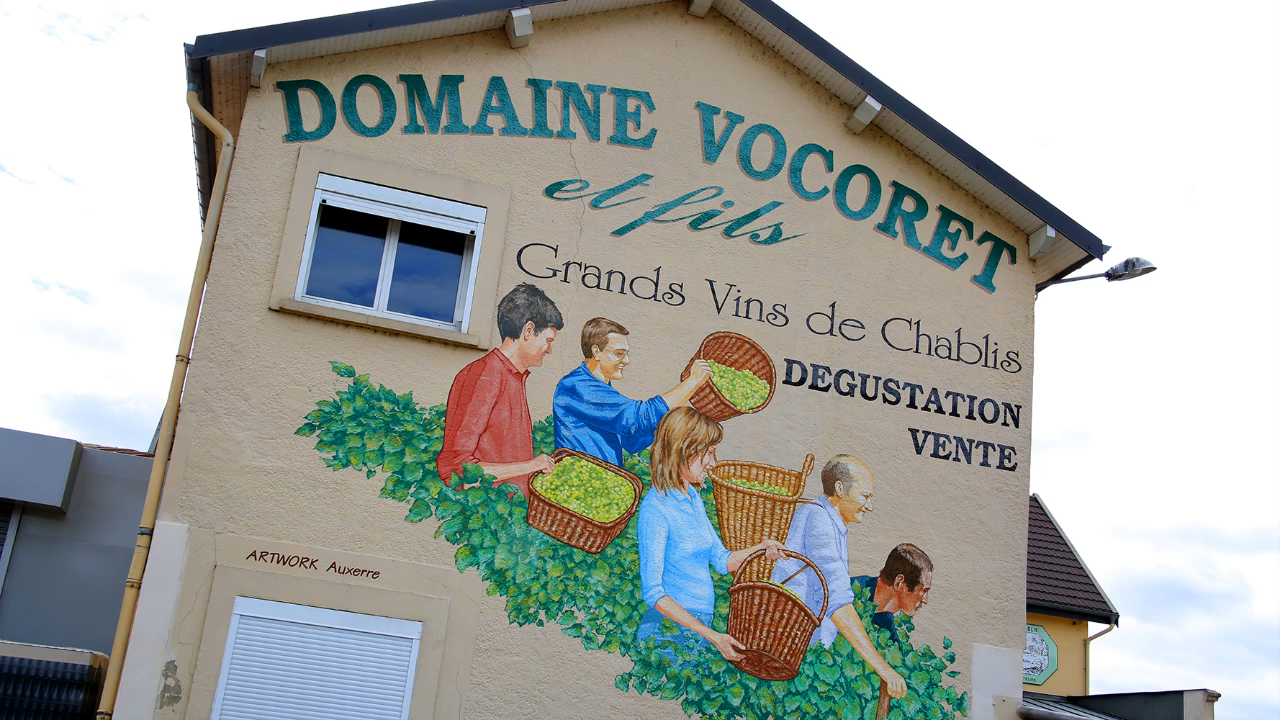 DOMAINE VOCORET
et fils
Grands Vins de Chablis
DEGUSTATION
VENTE
ARTWORK Auxerre